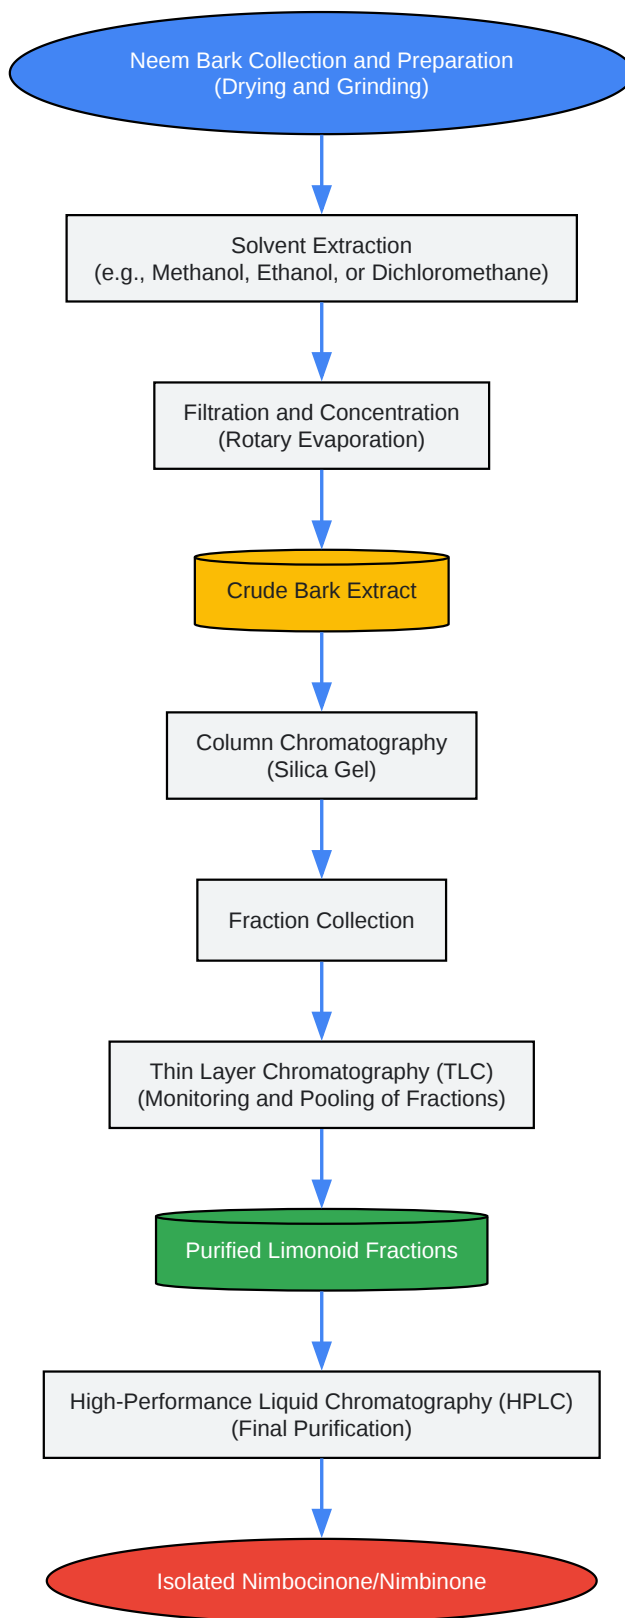 Neem Bark Collection and Preparation
(Drying and Grinding)
Solvent Extraction
(e.g., Methanol, Ethanol, or Dichloromethane)
Filtration and Concentration
(Rotary Evaporation)
Crude Bark Extract
Column Chromatography
(Silica Gel)
Fraction Collection
Thin Layer Chromatography (TLC)
(Monitoring and Pooling of Fractions)
Purified Limonoid Fractions
High-Performance Liquid Chromatography (HPLC)
(Final Purification)
Isolated Nimbocinone/Nimbinone